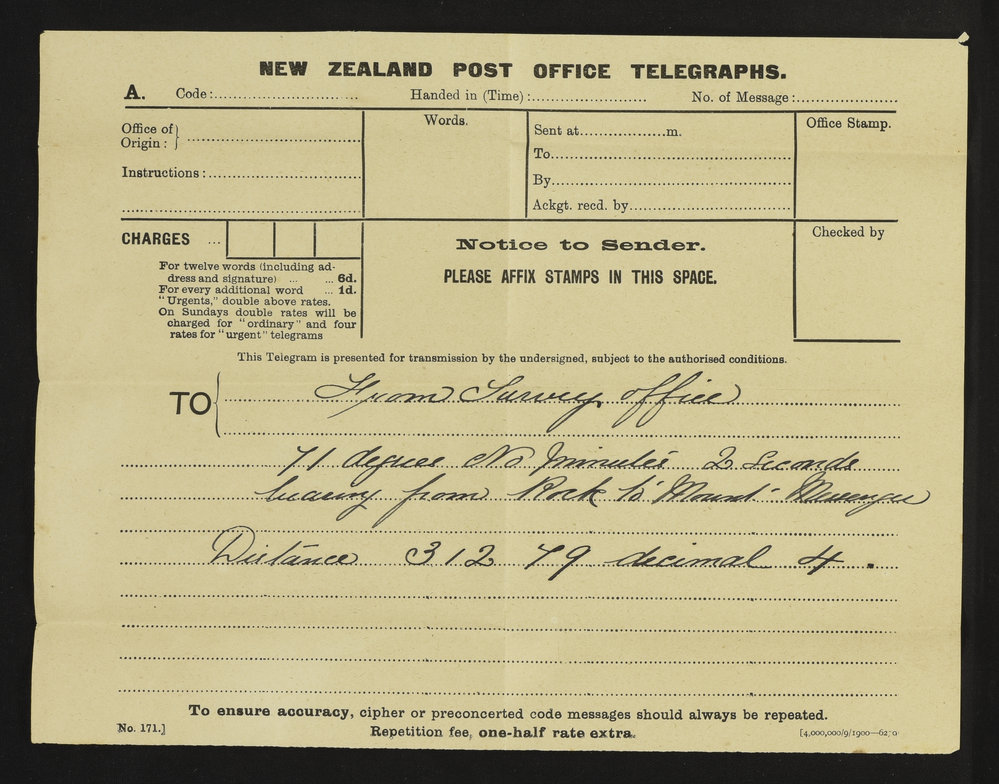 NEW ZEALAND POST OFFICE TELEGRAPHS.
A. Code:
Handed in (Time):
No. of Message:
Office of Origin:
Instructions:
Words.
Sent at m.
To
By
Ackgt. recd. by
Office Stamp.
CHARGES ...
For twelve words (including ad-
dress and signature) ... ... 6d.
For every additional word ... 1d.
"Urgents," double above rates.
On Sundays double rates will be
charged for "ordinary" and four
rates for "urgent" telegrams
Notice to Sender.
PLEASE AFFIX STAMPS IN THIS SPACE.
Checked by
This Telegram is presented for transmission by the undersigned, subject to the authorised conditions.
TO From Survey office
71 degrees No minutes 2 seconds
bearing from Rock to Mount
Distance 312 79 decimal 4.
To ensure accuracy, cipher or preconcerted code messages should always be repeated.
No. 171.]
Repetition fee, one-half rate extra.
[4,000,000/9/1900—62